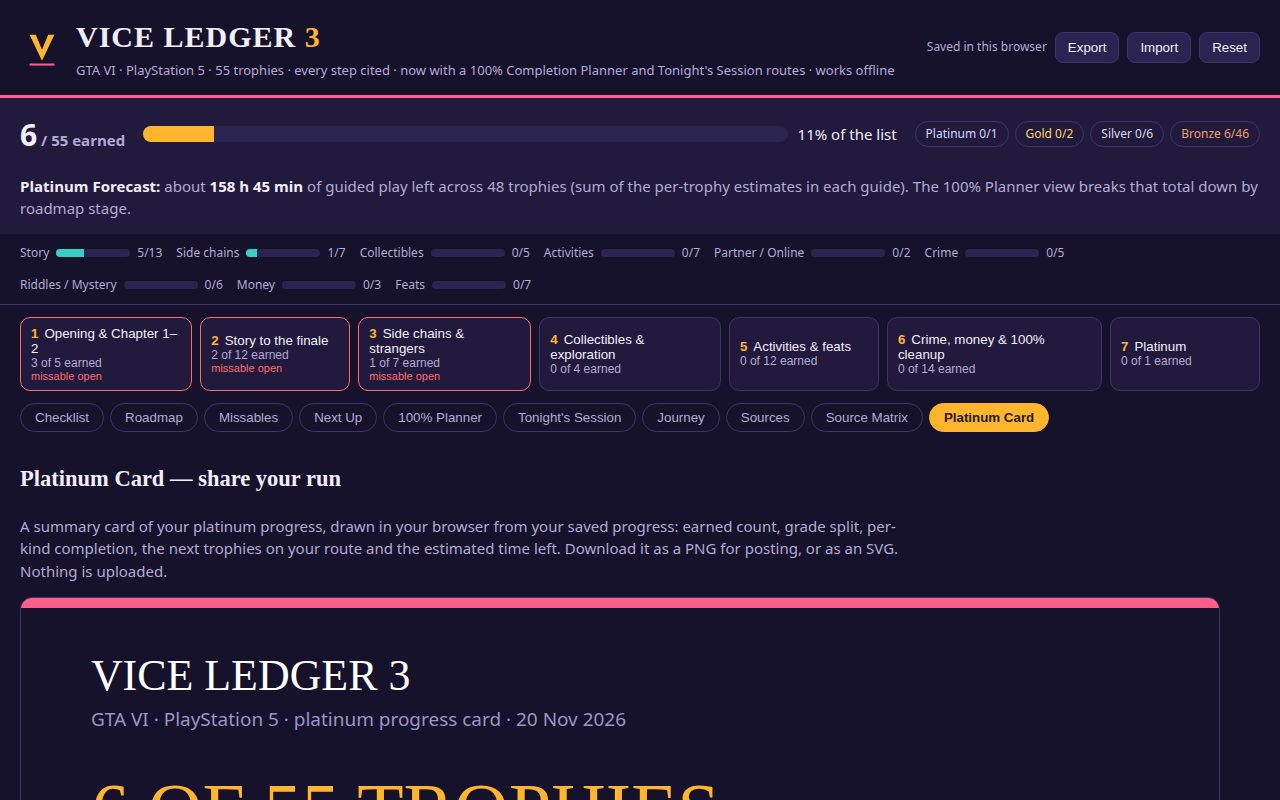 VICE LEDGER 3
GTA VI · PlayStation 5 · 55 trophies · every step cited · now with a 100% Completion Planner and Tonight's Session routes · works offline
Saved in this browser
Export
Import
Reset
6 / 55 earned
11% of the list
Platinum 0/1
Gold 0/2
Silver 0/6
Bronze 6/46
Platinum Forecast: about 158 h 45 min of guided play left across 48 trophies (sum of the per-trophy estimates in each guide). The 100% Planner view breaks that total down by
roadmap stage.
Story 5/13
Side chains 1/7
Collectibles 0/5
Activities 0/7
Partner / Online 0/2
Crime 0/5
Riddles / Mystery 0/6
Money 0/3
Feats 0/7
1 Opening & Chapter 1–
2
3 of 5 earned
missable open
2 Story to the finale
2 of 12 earned
missable open
3 Side chains &
strangers
1 of 7 earned
missable open
4 Collectibles &
exploration
0 of 4 earned
5 Activities & feats
0 of 12 earned
6 Crime, money & 100%
cleanup
0 of 14 earned
7 Platinum
0 of 1 earned
Checklist
Roadmap
Missables
Next Up
100% Planner
Tonight's Session
Journey
Sources
Source Matrix
Platinum Card
Platinum Card — share your run
A summary card of your platinum progress, drawn in your browser from your saved progress: earned count, grade split, per-
kind completion, the next trophies on your route and the estimated time left. Download it as a PNG for posting, or as an SVG.
Nothing is uploaded.
VICE LEDGER 3
GTA VI · PlayStation 5 · platinum progress card · 20 Nov 2026
6 OF 55 TROPHIES